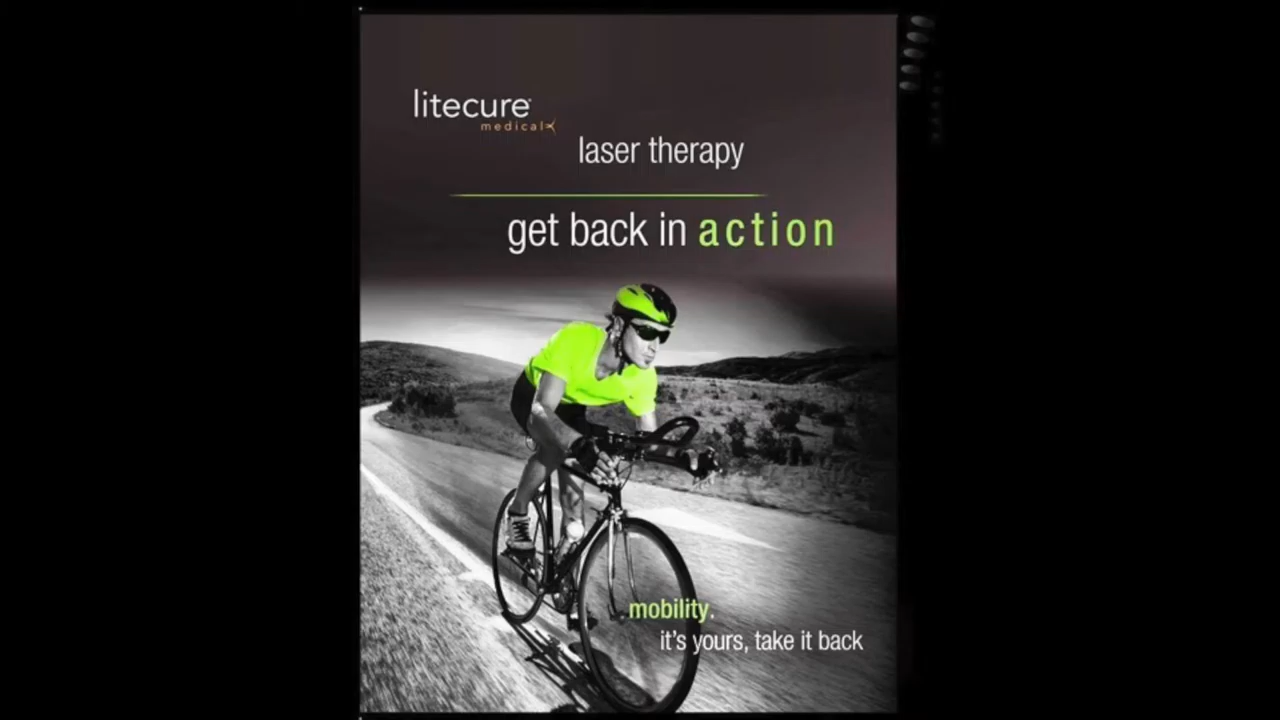 litecure
medical
laser therapy
get back in action
mobility.
it's yours, take it back